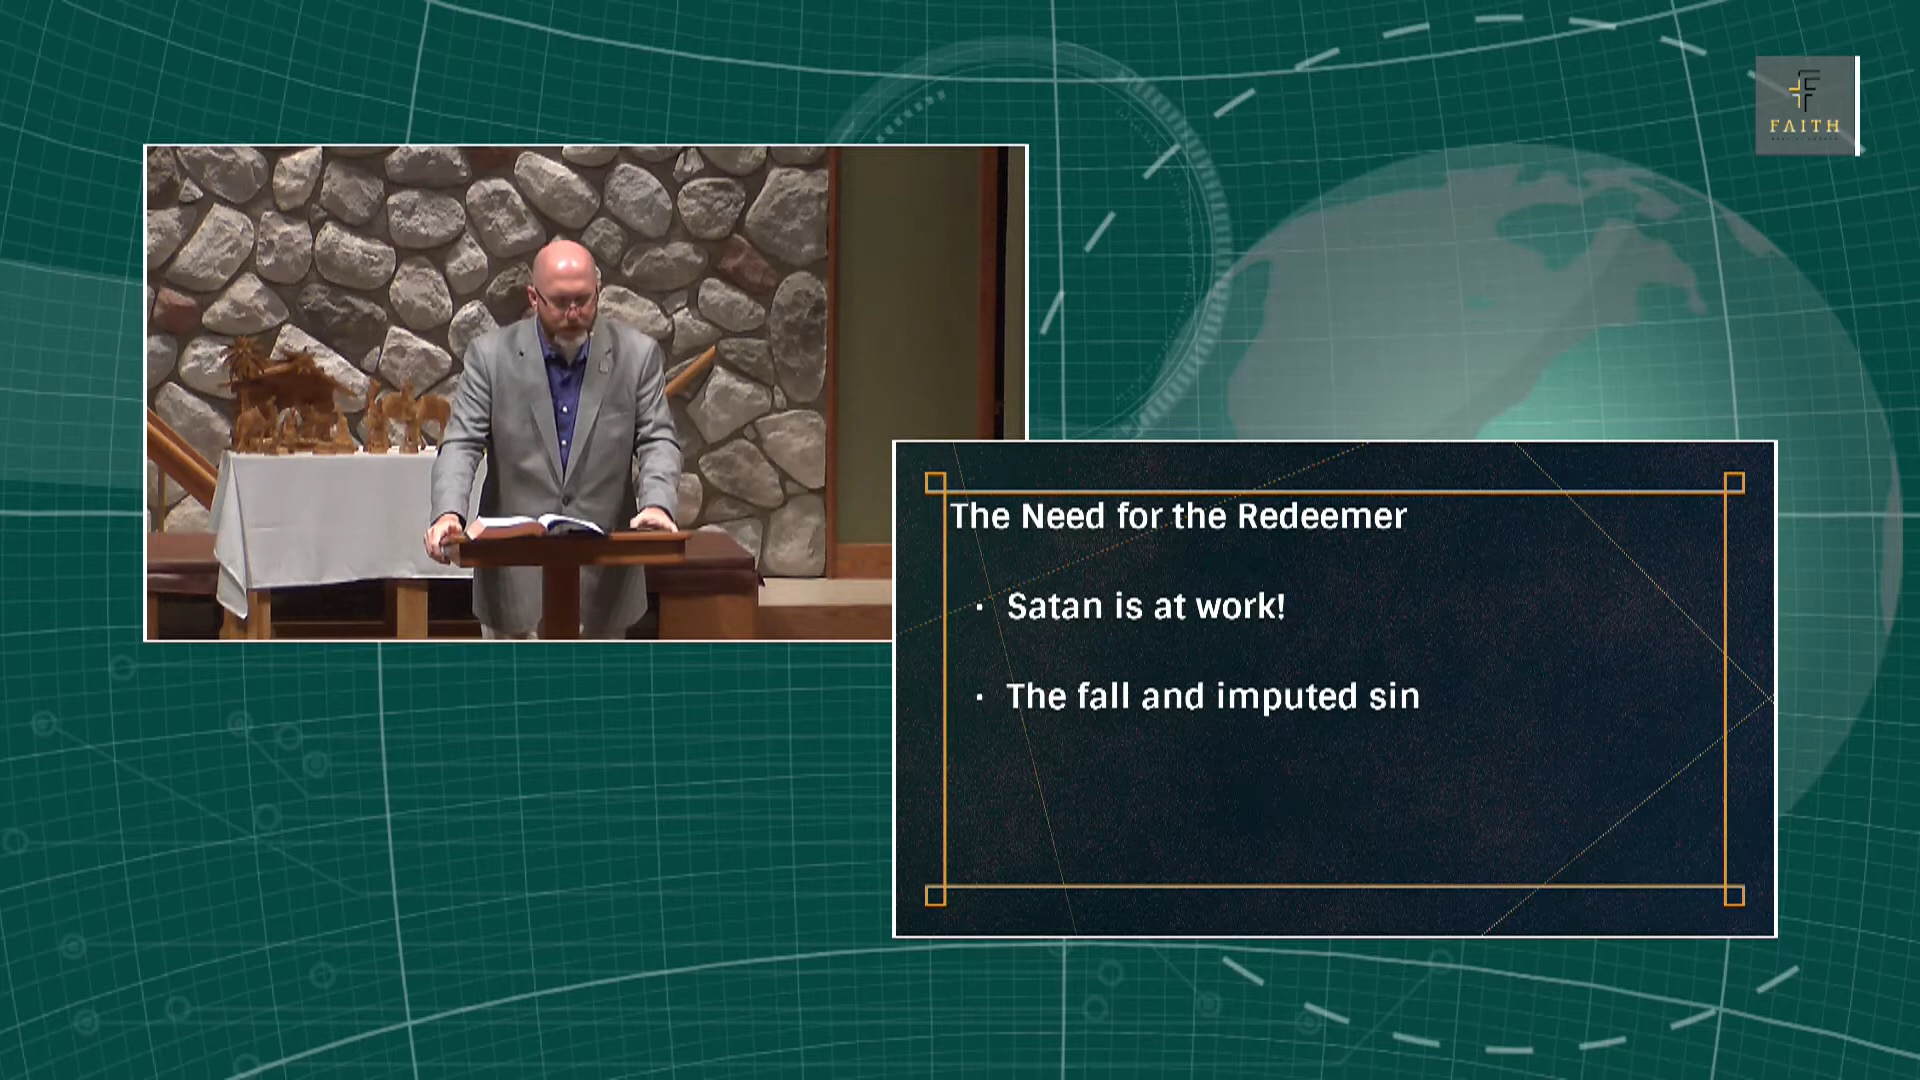 FAITH
The Need for the Redeemer
· Satan is at work!
· The fall and imputed sin